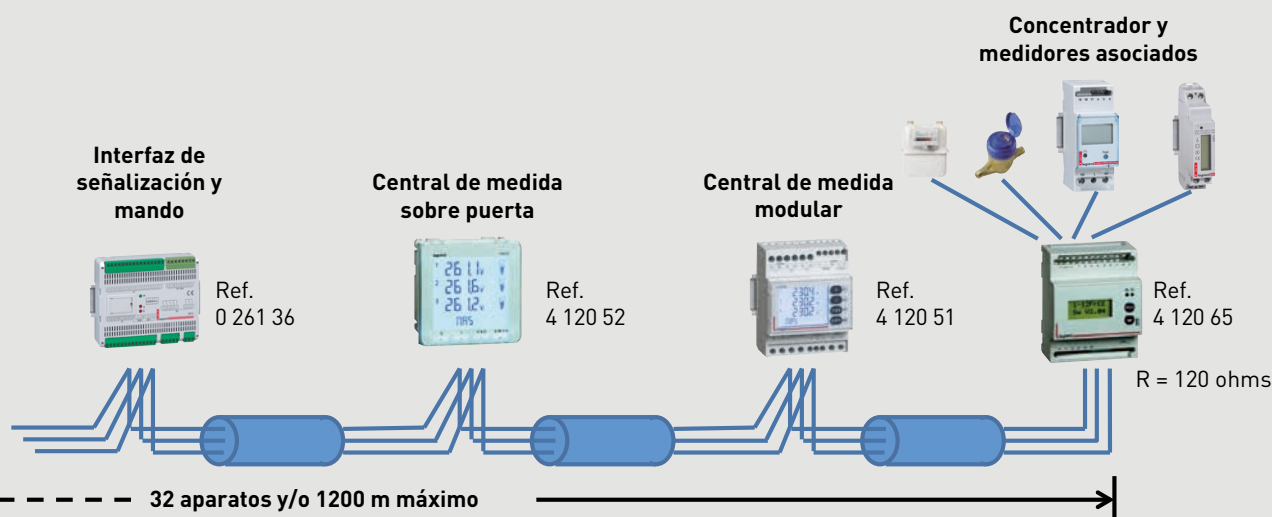 Concentrador y
medidores asociados
Interfaz de
señalización y
mando
Central de medida
sobre puerta
Central de medida
modular
Ref.
0 261 36
Ref.
4 120 52
Ref.
4 120 51
Ref.
4 120 65
R = 120 ohms
32 aparatos y/o 1200 m máximo